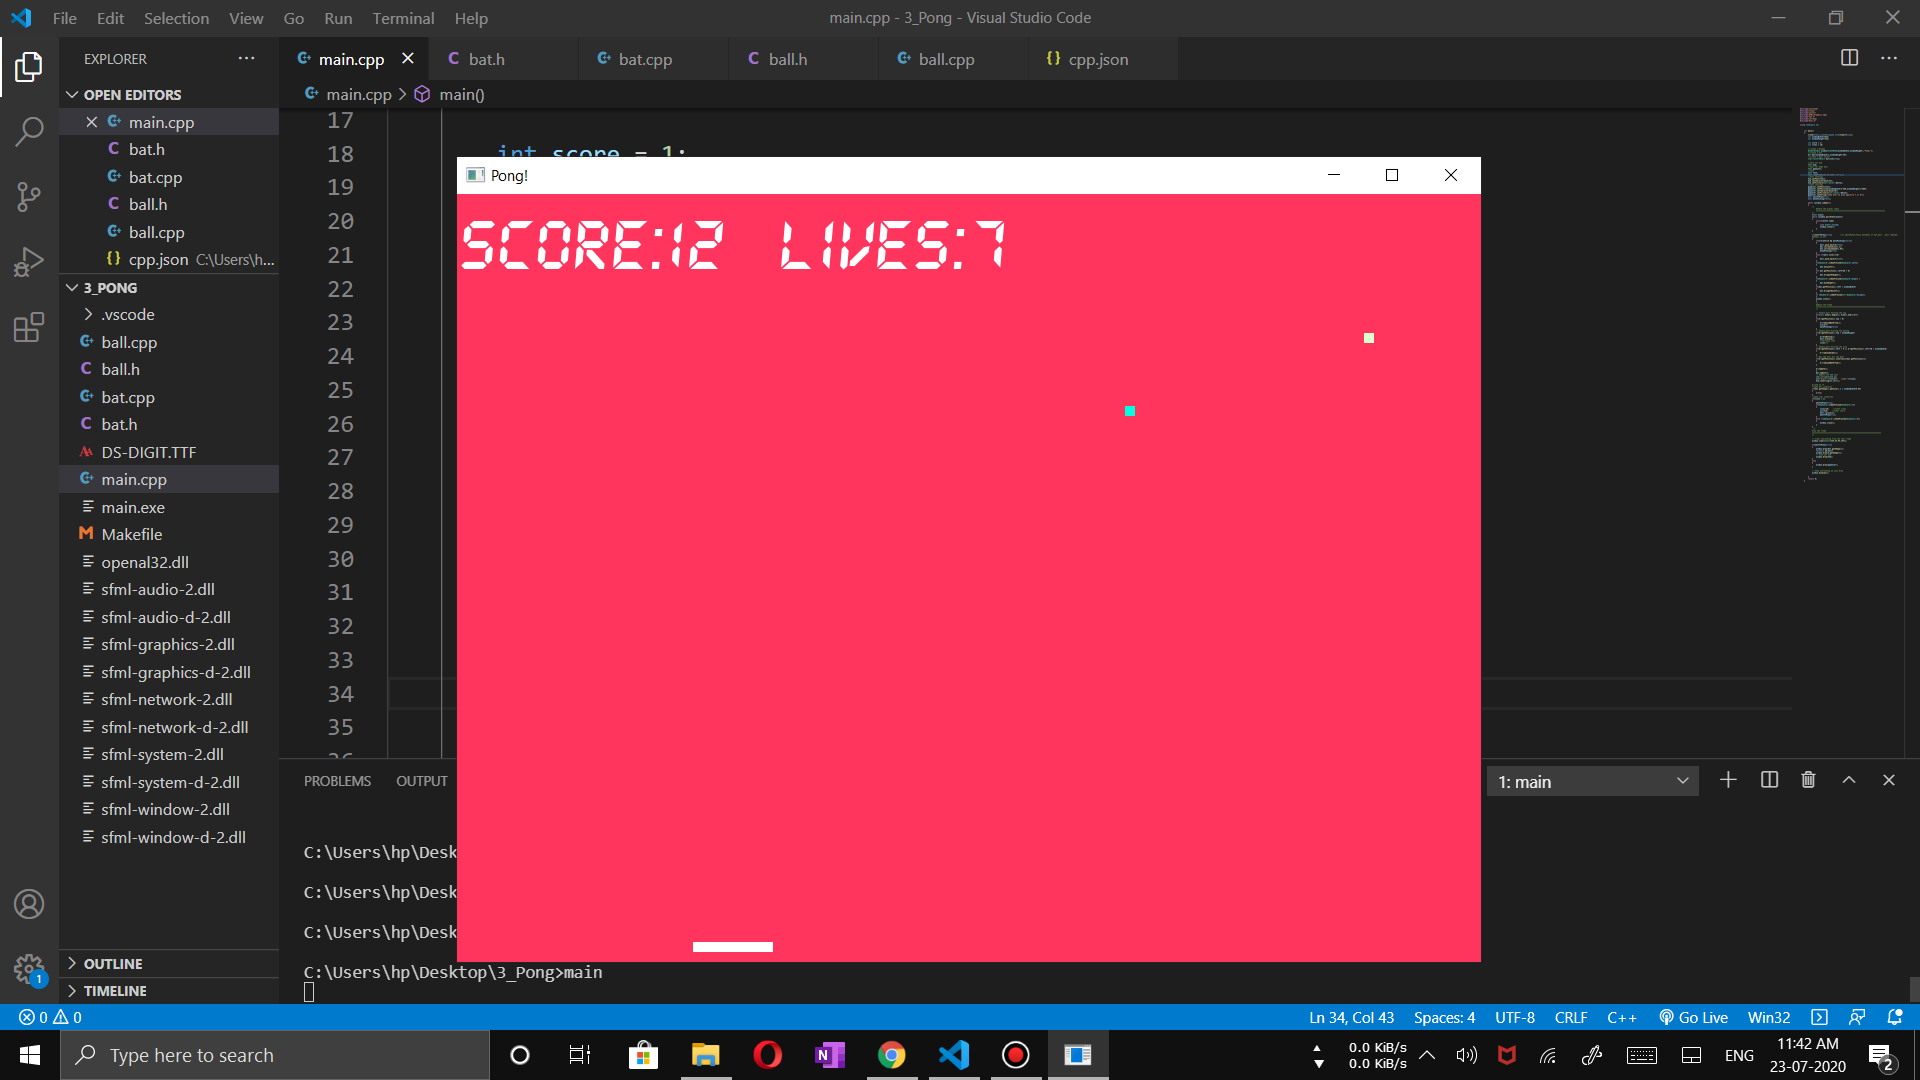 File Edit Selection View Go Run Terminal Help
main.cpp - 3_Pong - Visual Studio Code
EXPLORER
main.cpp
bat.h
bat.cpp
ball.h
ball.cpp
cpp.json
OPEN EDITORS
main.cpp > main()
main.cpp
bat.h
bat.cpp
ball.h
ball.cpp
cpp.json C:\Users\h...
3_PONG
.vscode
ball.cpp
ball.h
bat.cpp
bat.h
DS-DIGIT.TTF
main.cpp
main.exe
Makefile
openal32.dll
sfml-audio-2.dll
sfml-audio-d-2.dll
sfml-graphics-2.dll
sfml-graphics-d-2.dll
sfml-network-2.dll
sfml-network-d-2.dll
sfml-system-2.dll
sfml-system-d-2.dll
sfml-window-2.dll
sfml-window-d-2.dll
OUTLINE
TIMELINE
17
18 int score = 1;
19
20
21
22
23
24
25
26
27
28
29
30
31
32
33
34
35
Pong!
SCORE:12 LIVES:7
PROBLEMS OUTPUT
1: main
C:\Users\hp\Desk
C:\Users\hp\Desk
C:\Users\hp\Desk
C:\Users\hp\Desktop\3_Pong>main
0 0
Ln 34, Col 43 Spaces: 4 UTF-8 CRLF C++ Go Live Win32
1
Type here to search
0.0 KiB/s
0.0 KiB/s
ENG
11:42 AM
23-07-2020
2